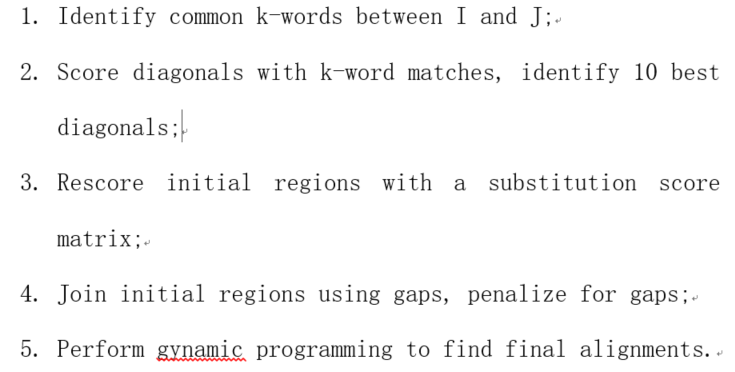 1. Identify common k-words between I and J;
2. Score diagonals with k-word matches, identify 10 best
diagonals;
3. Rescore initial regions with a substitution score
matrix;
4. Join initial regions using gaps, penalize for gaps;
5. Perform gynamic programming to find final alignments.